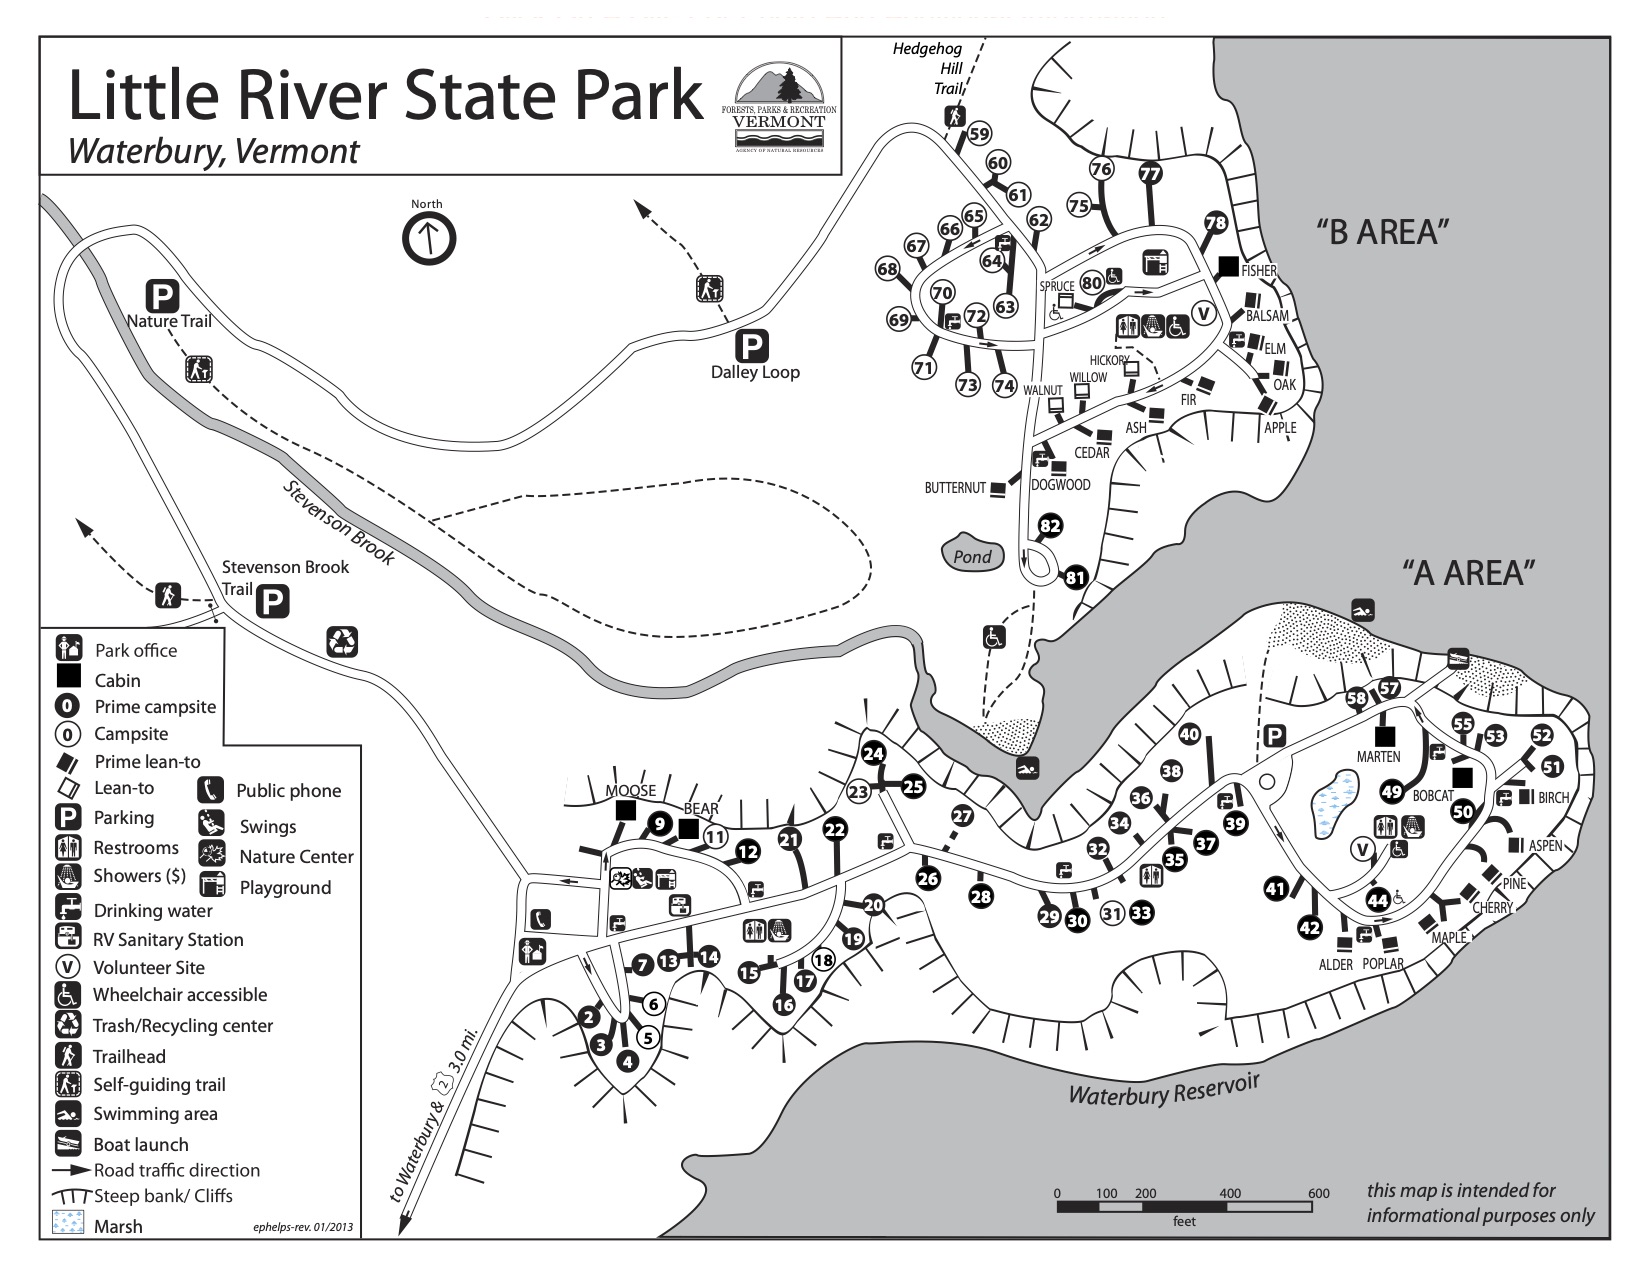 Little River State Park
Waterbury, Vermont
FORESTS, PARKS & RECREATION
VERMONT
AGENCY OF NATURAL RESOURCES
North
Hedgehog
Hill
Trail
59
60
61
62
65
66
67
68
64
63
69
70
72
71
73
74
75
76
77
78
80
SPRUCE
FISHER
BALSAM
ELM
OAK
APPLE
V
HICKORY
WILLOW
WALNUT
FIR
ASH
CEDAR
DOGWOOD
BUTTERNUT
"B AREA"
P
Nature Trail
P
Dalley Loop
Stevenson Brook
Stevenson Brook
Trail
P
Pond
82
81
"A AREA"
58
57
P
MARTEN
55
53
52
51
49
BOBCAT
50
BIRCH
ASPEN
PINE
CHERRY
MAPLE
V
44
41
42
ALDER
POPLAR
40
38
36
34
32
39
37
35
33
31
30
29
28
27
26
24
23
25
22
21
20
19
18
17
16
15
14
13
12
11
BEAR
MOOSE
9
7
6
5
4
3
2
to Waterbury & 2 3.0 mi.
Waterbury Reservoir
Park office
Cabin
0 Prime campsite
0 Campsite
Prime lean-to
Lean-to
P Parking
Restrooms
Showers ($)
Drinking water
RV Sanitary Station
V Volunteer Site
Wheelchair accessible
Trash/Recycling center
Trailhead
Self-guiding trail
Swimming area
Boat launch
Road traffic direction
Steep bank/ Cliffs
Marsh
Public phone
Swings
Nature Center
Playground
ephelps-rev. 01/2013
0 100 200 400 600
feet
this map is intended for
informational purposes only